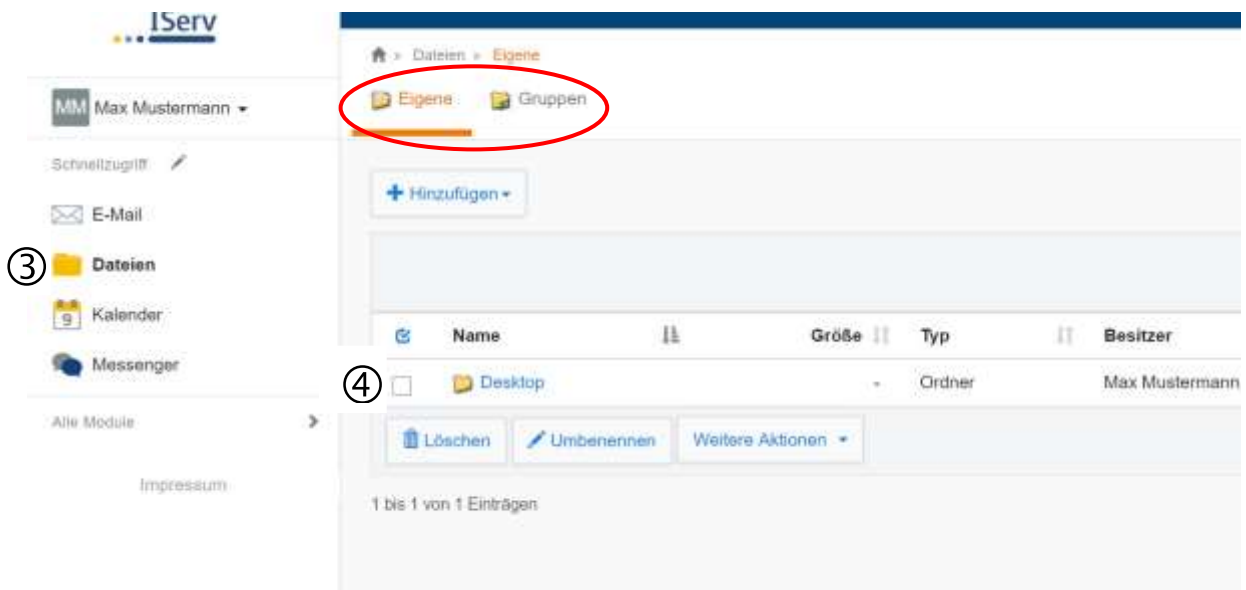 IServ
MM Max Mustermann
Schnellzugriff
E-Mail
③ Dateien
9 Kalender
Messenger
Alle Module
Impressum
» Dateien » Eigene
Eigene Gruppen
Hinzufügen
Name Größe Typ Besitzer
④ Desktop - Ordner Max Mustermann
Löschen Umbenennen Weitere Aktionen
1 bis 1 von 1 Einträgen